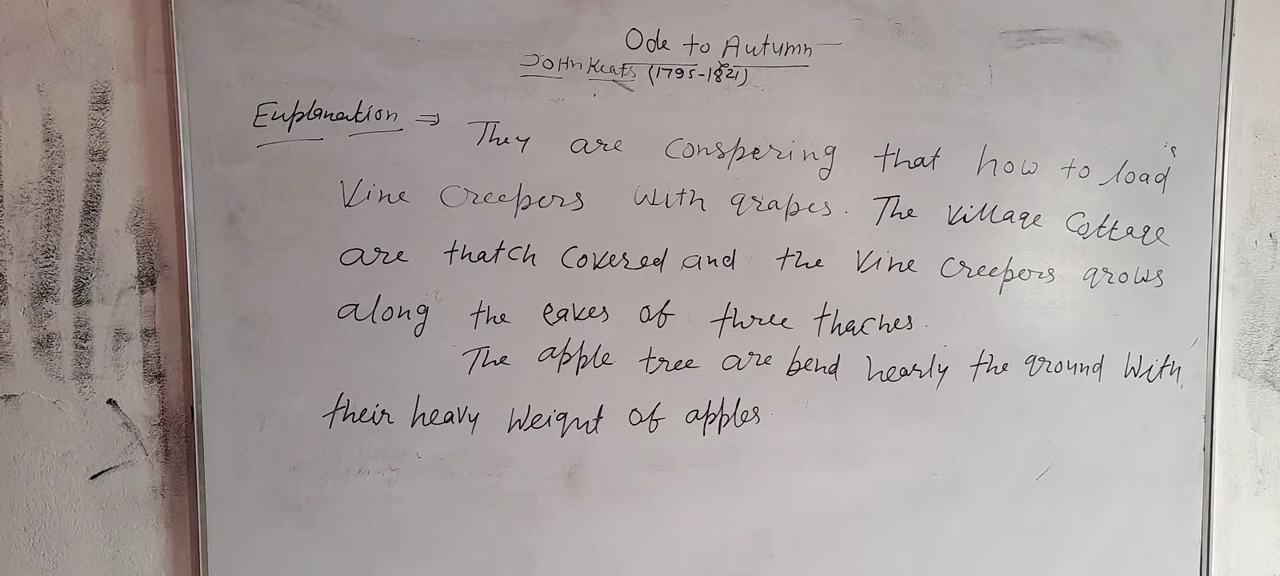 Ode to Autumn
JOHn Keats (1795-1821)
Explanation ⇒ They are conspering that how to load
Vine Creepers with grapes. The Village Cottage
are thatch Covered and the Vine Creepers grows
along the eaves of three thaches.
The apple tree are bend nearly the ground With
their heavy Weight of apples.